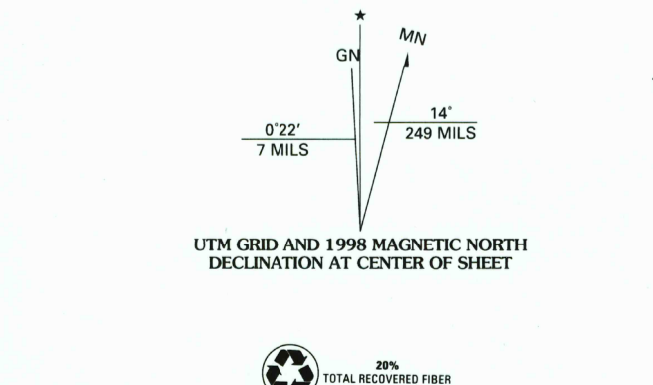 ★
GN
MN
0°22'
7 MILS
14°
249 MILS
UTM GRID AND 1998 MAGNETIC NORTH
DECLINATION AT CENTER OF SHEET
20%
TOTAL RECOVERED FIBER